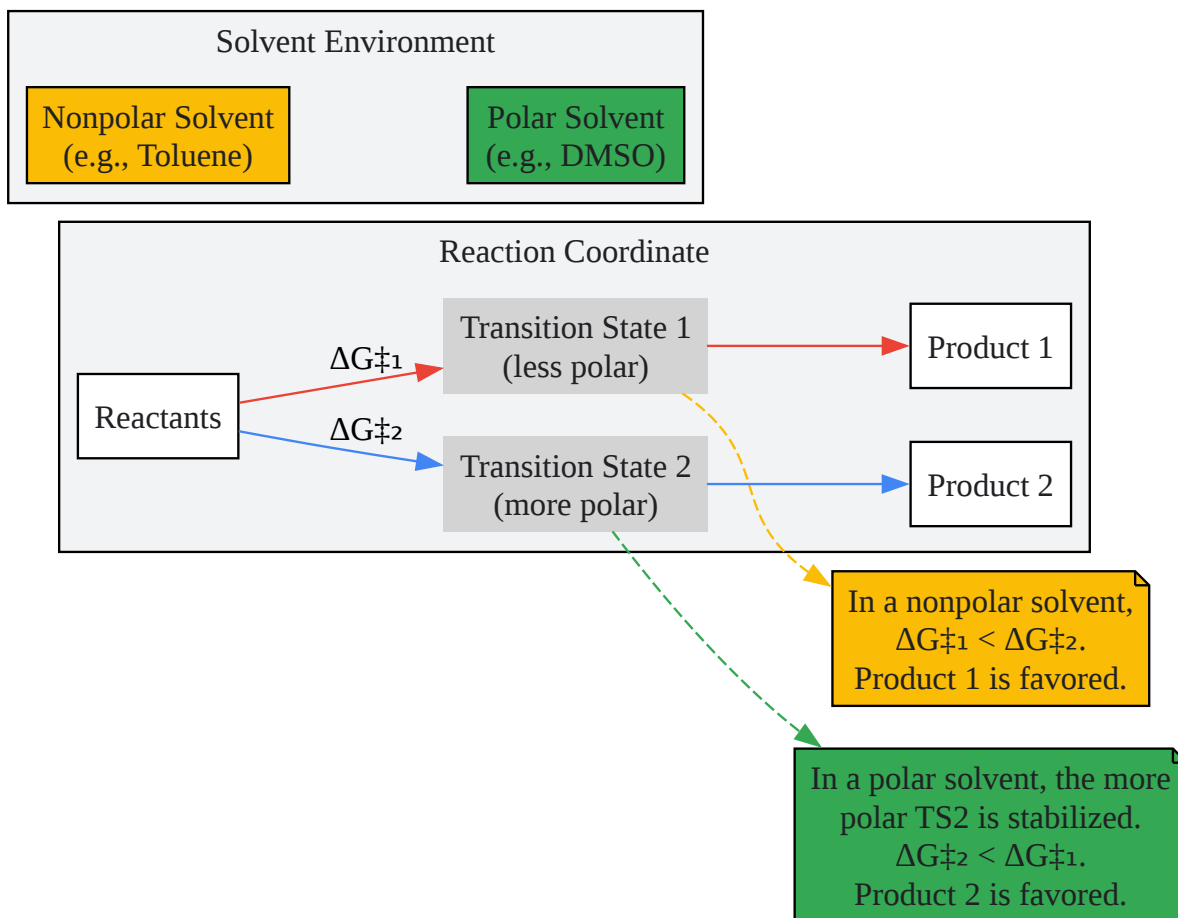 Solvent Environment
Nonpolar Solvent
(e.g., Toluene)
Polar Solvent
(e.g., DMSO)
Reaction Coordinate
Reactants
ΔG‡₁
ΔG‡₂
Transition State 1
(less polar)
Transition State 2
(more polar)
Product 1
Product 2
In a nonpolar solvent,
ΔG‡₁ < ΔG‡₂.
Product 1 is favored.
In a polar solvent, the more
polar TS2 is stabilized.
ΔG‡₂ < ΔG‡₁.
Product 2 is favored.